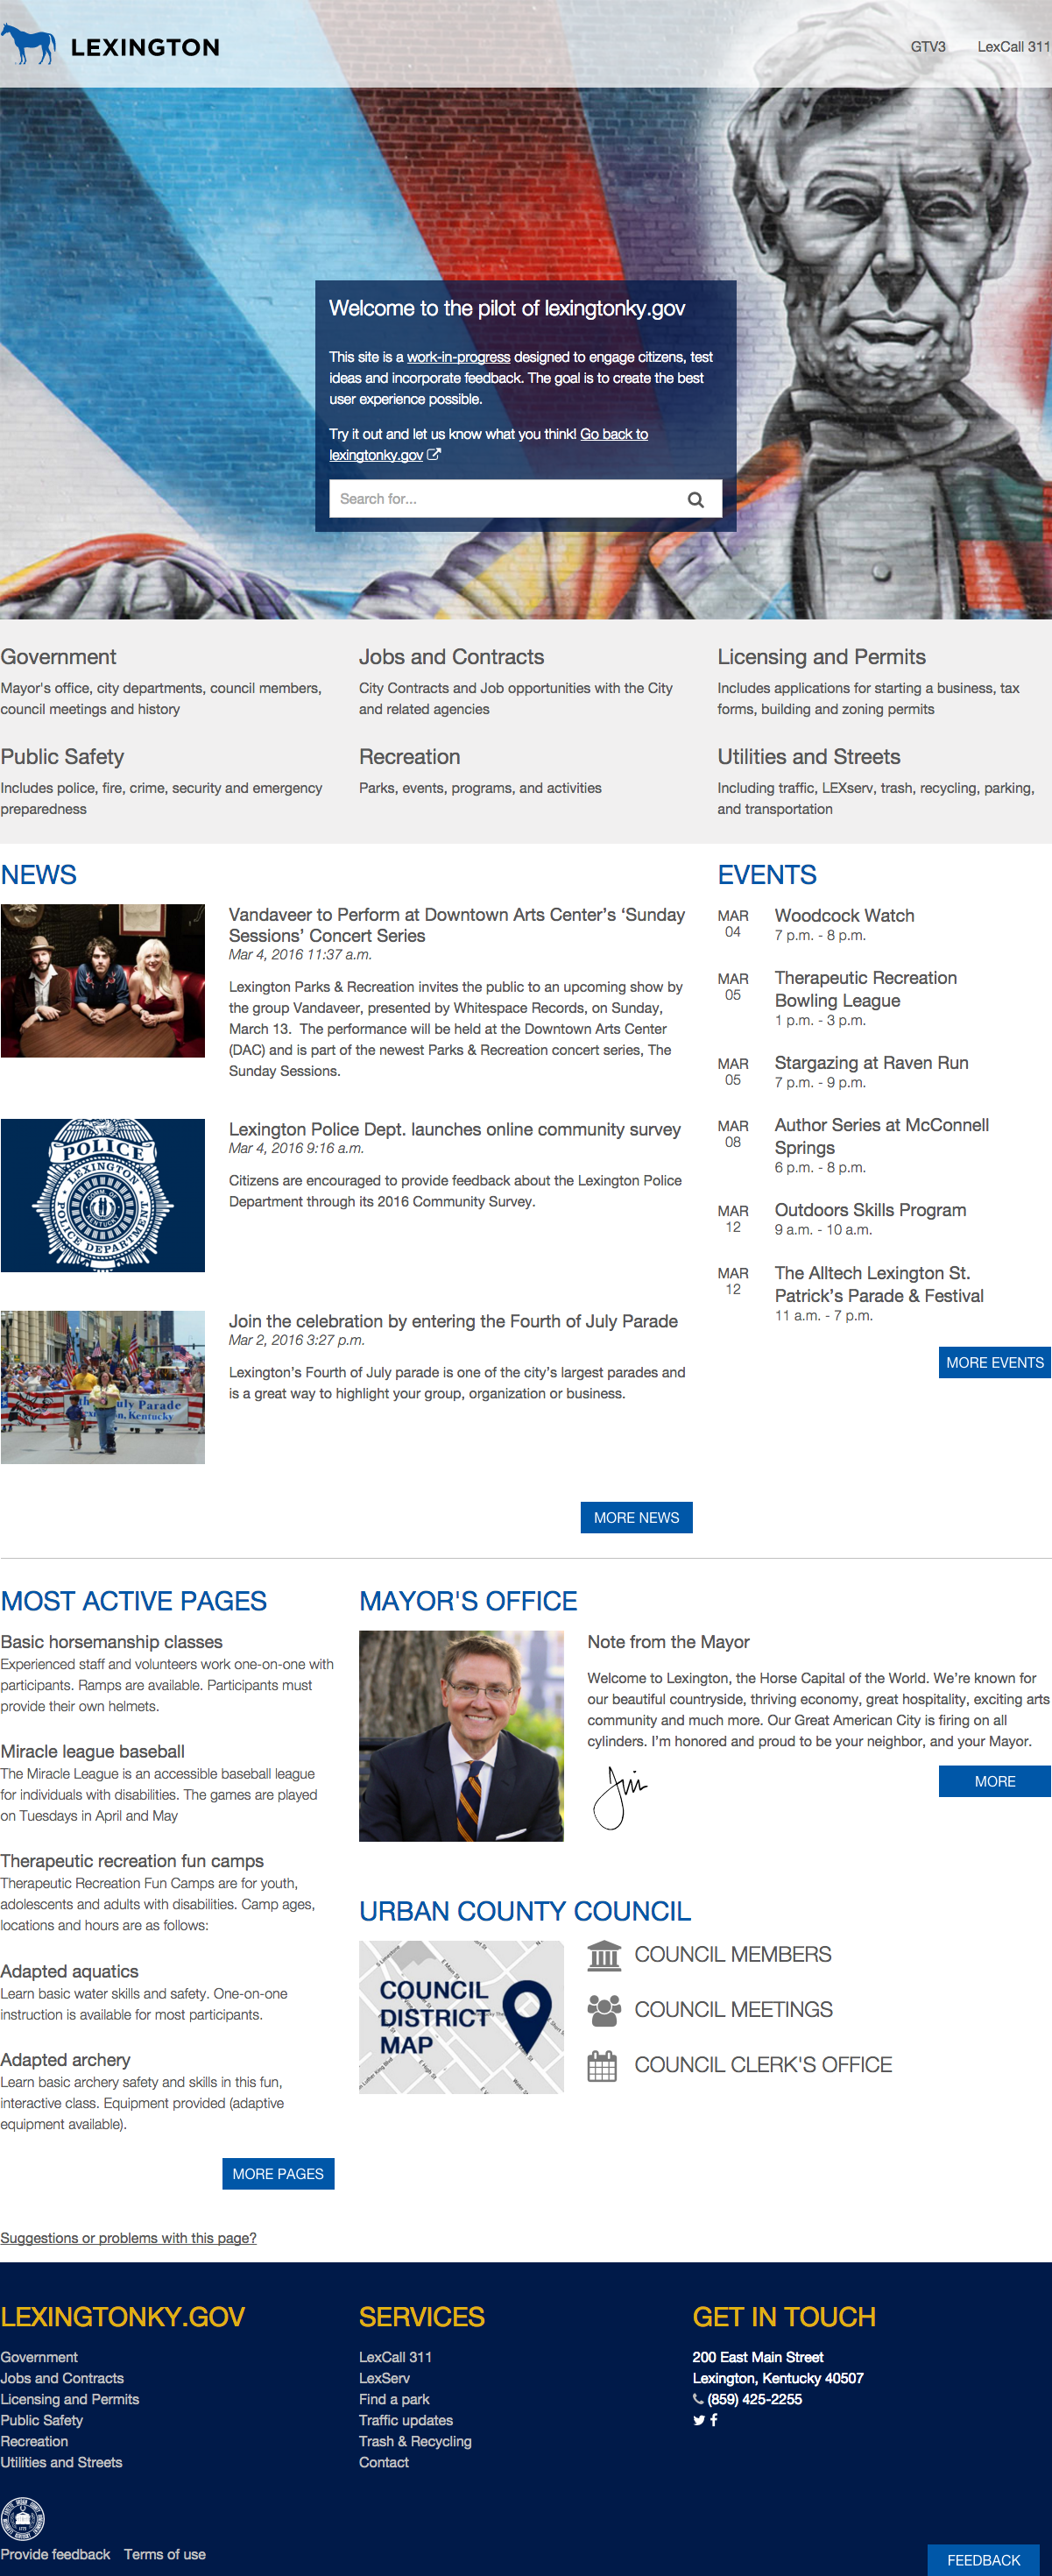 LEXINGTON
GTV3 LexCall 311
Welcome to the pilot of lexingtonky.gov
This site is a work-in-progress designed to engage citizens, test
ideas and incorporate feedback. The goal is to create the best
user experience possible.
Try it out and let us know what you think! Go back to
lexingtonky.gov
Search for...
Government
Mayor's office, city departments, council members,
council meetings and history
Jobs and Contracts
City Contracts and Job opportunities with the City
and related agencies
Licensing and Permits
Includes applications for starting a business, tax
forms, building and zoning permits
Public Safety
Includes police, fire, crime, security and emergency
preparedness
Recreation
Parks, events, programs, and activities
Utilities and Streets
Including traffic, LEXserv, trash, recycling, parking,
and transportation
NEWS
Vandaveer to Perform at Downtown Arts Center’s ‘Sunday
Sessions’ Concert Series
Mar 4, 2016 11:37 a.m.
Lexington Parks & Recreation invites the public to an upcoming show by
the group Vandaveer, presented by Whitespace Records, on Sunday,
March 13.  The performance will be held at the Downtown Arts Center
(DAC) and is part of the newest Parks & Recreation concert series, The
Sunday Sessions.
POLICE
LEXINGTON
POLICE DEPARTMENT
Lexington Police Dept. launches online community survey
Mar 4, 2016 9:16 a.m.
Citizens are encouraged to provide feedback about the Lexington Police
Department through its 2016 Community Survey.
July Parade
Kentucky
Join the celebration by entering the Fourth of July Parade
Mar 2, 2016 3:27 p.m.
Lexington’s Fourth of July parade is one of the city’s largest parades and
is a great way to highlight your group, organization or business.
MORE NEWS
EVENTS
MAR
04
Woodcock Watch
7 p.m. - 8 p.m.
MAR
05
Therapeutic Recreation
Bowling League
1 p.m. - 3 p.m.
MAR
05
Stargazing at Raven Run
7 p.m. - 9 p.m.
MAR
08
Author Series at McConnell
Springs
6 p.m. - 8 p.m.
MAR
12
Outdoors Skills Program
9 a.m. - 10 a.m.
MAR
12
The Alltech Lexington St.
Patrick’s Parade & Festival
11 a.m. - 7 p.m.
MORE EVENTS
MOST ACTIVE PAGES
Basic horsemanship classes
Experienced staff and volunteers work one-on-one with
participants. Ramps are available. Participants must
provide their own helmets.
Miracle league baseball
The Miracle League is an accessible baseball league
for individuals with disabilities. The games are played
on Tuesdays in April and May
Therapeutic recreation fun camps
Therapeutic Recreation Fun Camps are for youth,
adolescents and adults with disabilities. Camp ages,
locations and hours are as follows:
Adapted aquatics
Learn basic water skills and safety. One-on-one
instruction is available for most participants.
Adapted archery
Learn basic archery safety and skills in this fun,
interactive class. Equipment provided (adaptive
equipment available).
MORE PAGES
MAYOR'S OFFICE
Note from the Mayor
Welcome to Lexington, the Horse Capital of the World. We’re known for
our beautiful countryside, thriving economy, great hospitality, exciting arts
community and much more. Our Great American City is firing on all
cylinders. I’m honored and proud to be your neighbor, and your Mayor.
Jim
MORE
URBAN COUNTY COUNCIL
COUNCIL
DISTRICT
MAP
COUNCIL MEMBERS
COUNCIL MEETINGS
COUNCIL CLERK'S OFFICE
Suggestions or problems with this page?
LEXINGTONKY.GOV
Government
Jobs and Contracts
Licensing and Permits
Public Safety
Recreation
Utilities and Streets
SERVICES
LexCall 311
LexServ
Find a park
Traffic updates
Trash & Recycling
Contact
GET IN TOUCH
200 East Main Street
Lexington, Kentucky 40507
(859) 425-2255
Provide feedback Terms of use
FEEDBACK